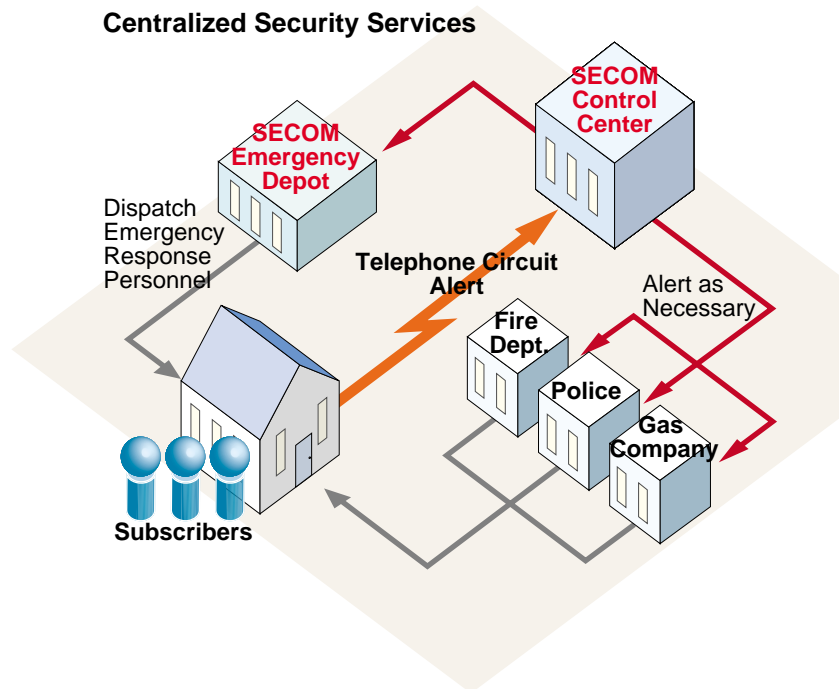 Centralized Security Services
SECOM
Control
Center
SECOM
Emergency
Depot
Dispatch
Emergency
Response
Personnel
Telephone Circuit
Alert
Alert as
Necessary
Fire
Dept.
Police
Gas
Company
Subscribers